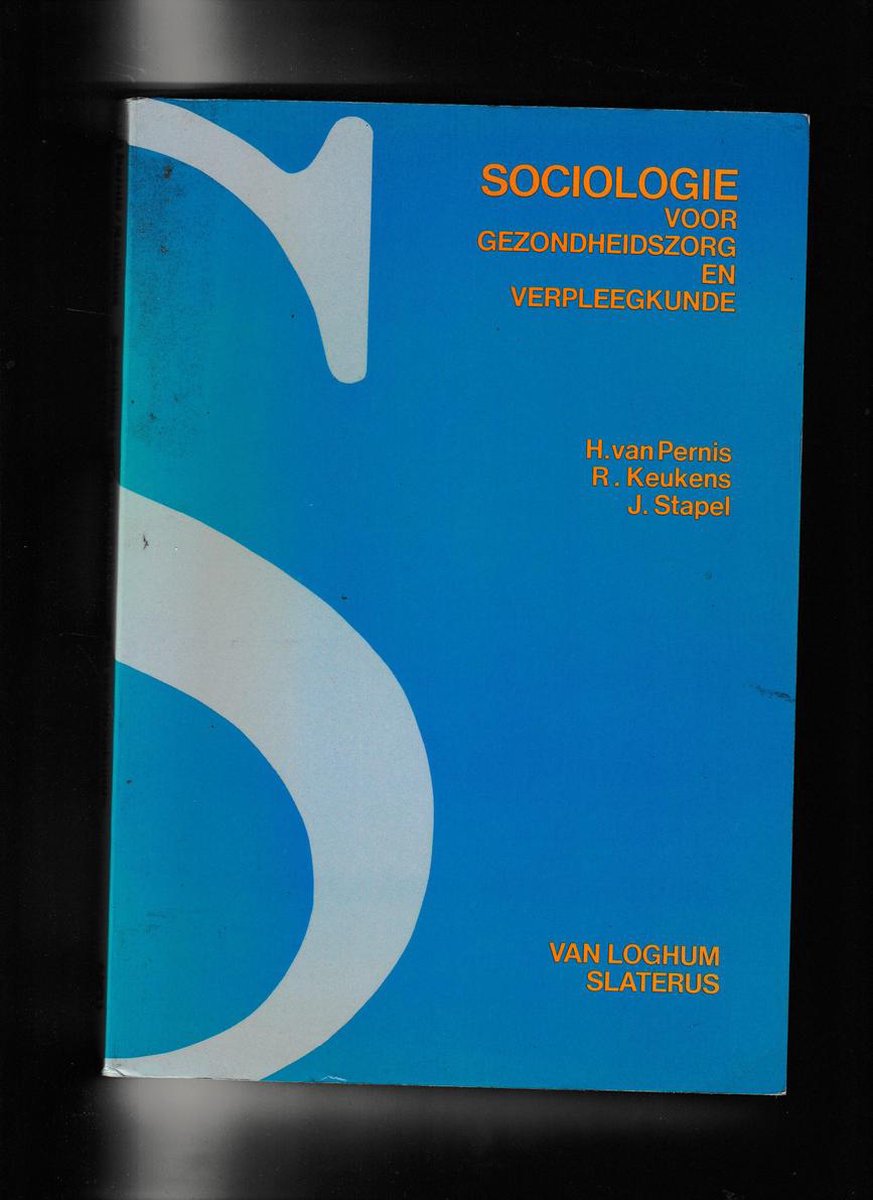 SOCIOLOGIE
VOOR
GEZONDHEIDSZORG
EN
VERPLEEGKUNDE
H. van Pernis
R. Keukens
J. Stapel
VAN LOGHUM
SLATERUS